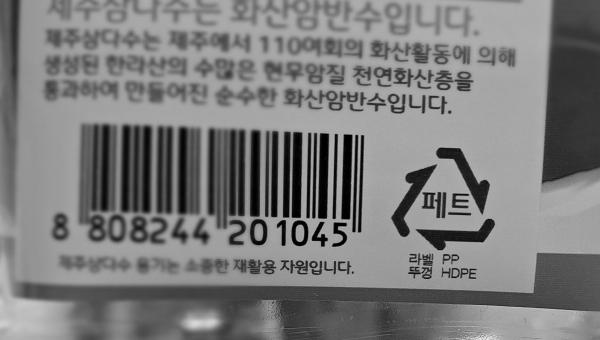 제주삼다수는 화산암반수입니다.
제주삼다수는 제주에서 110여회의 화산활동에 의해
생성된 한라산의 수많은 현무암질 천연화산층을
통과하여 만들어진 순수한 화산암반수입니다.
8 808244 201045
페트
라벨 PP
뚜껑 HDPE
제주삼다수 용기는 소중한 재활용 자원입니다.